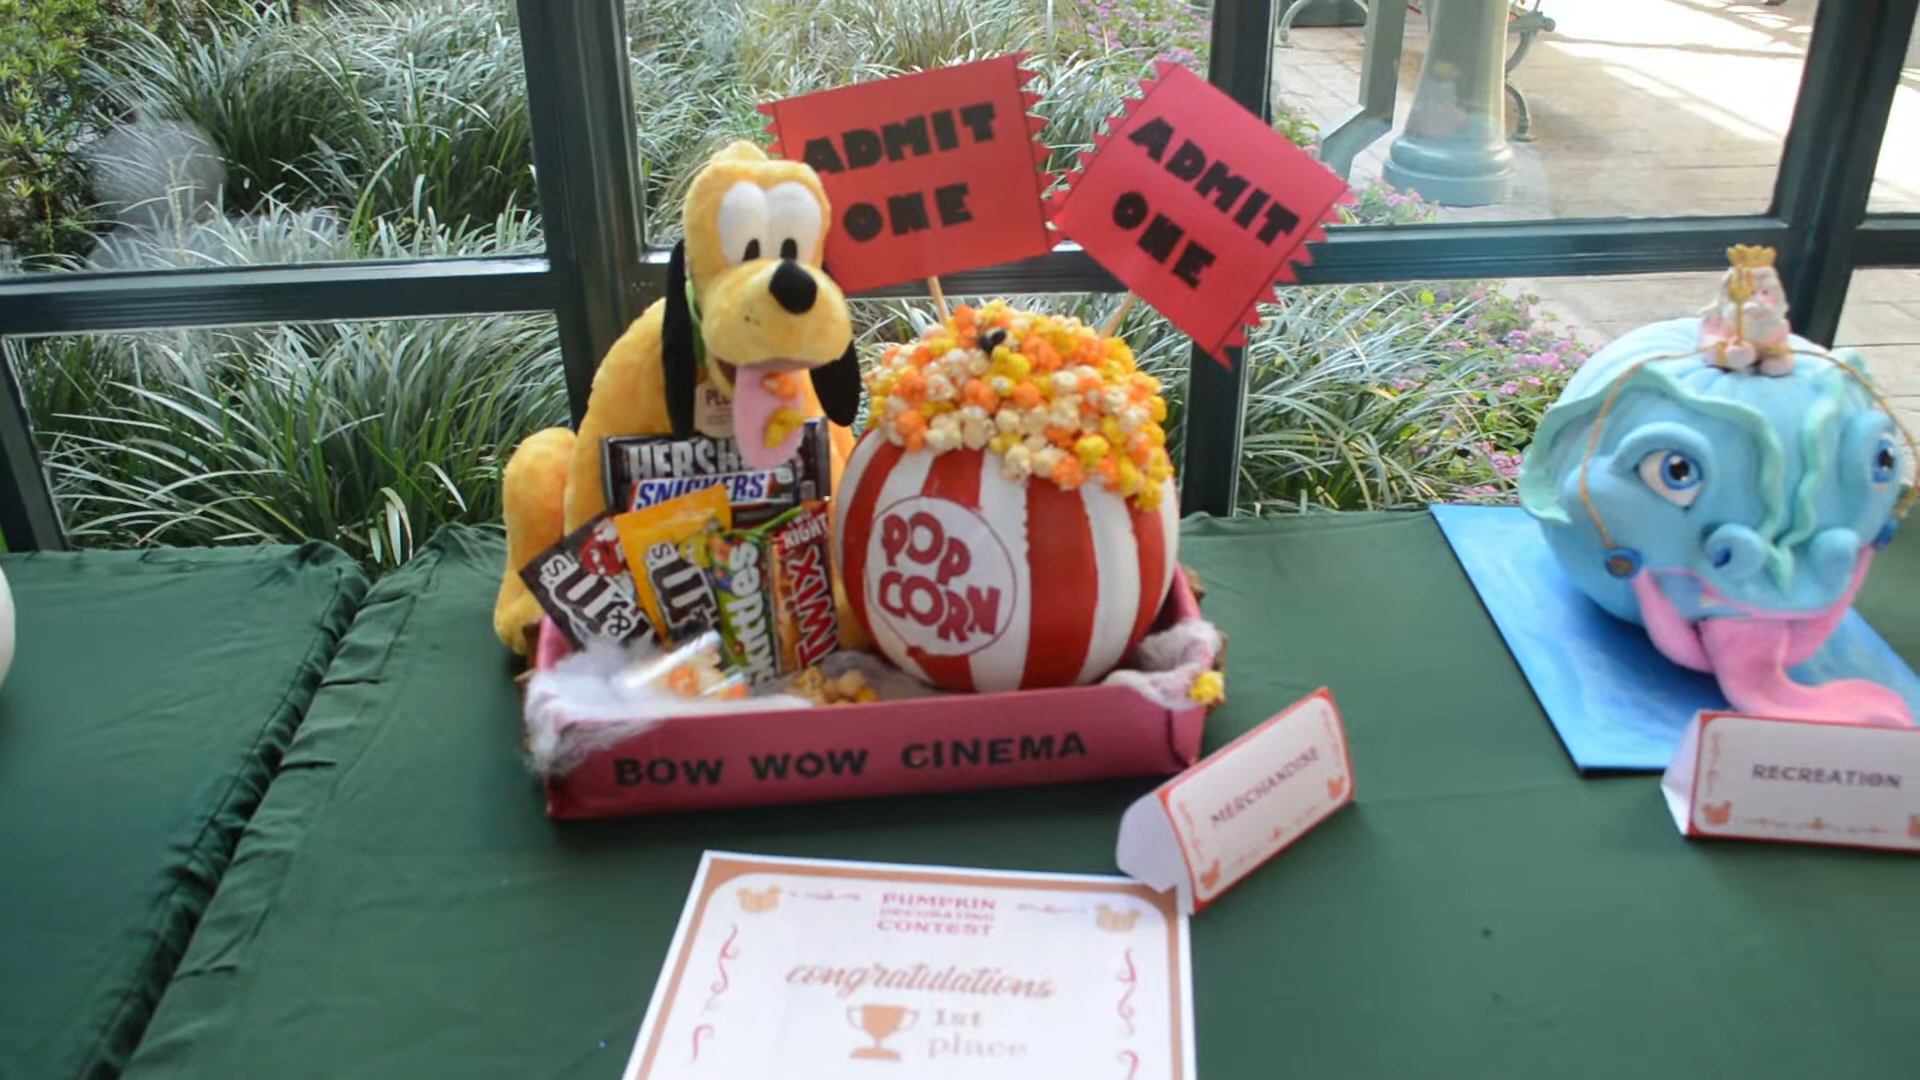 ADMIT
ONE
ADMIT
ONE
HERSHE
SNICKERS
M&M's
M&M's
Skittles
TWIX
POP
CORN
BOW WOW CINEMA
MERCHANDISE
RECREATION
PUMPKIN
DECORATING
CONTEST
congratulations
1st
place